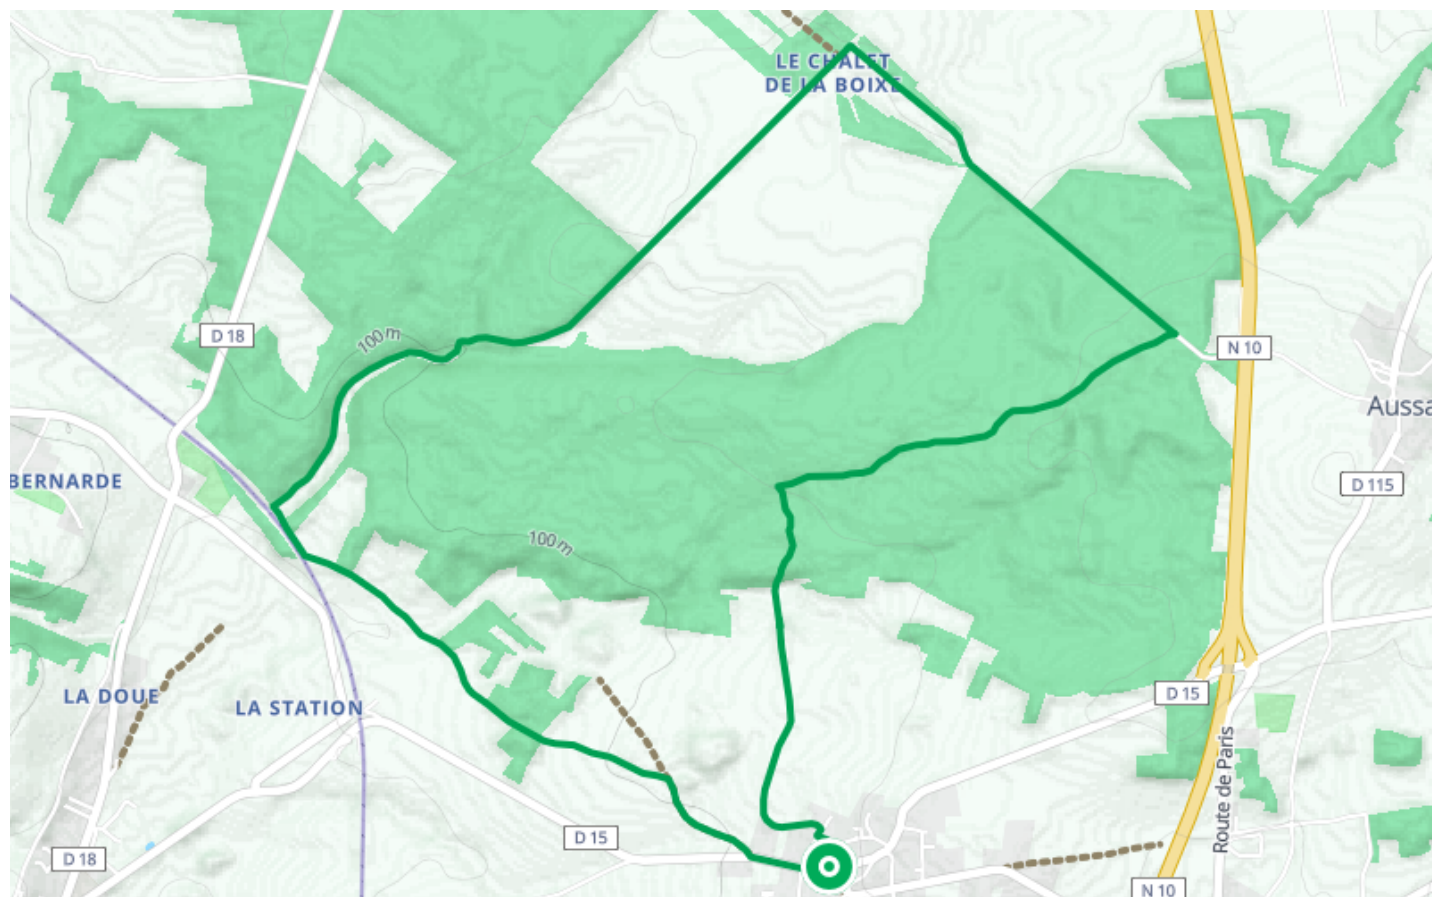 LE CHALET
DE LA BOIXE
D 18
100 m
N 10
Aussa
BERNARDE
D 115
100 m
LA DOUE
LA STATION
D 15
Route de Paris
D 15
D 18
N 10